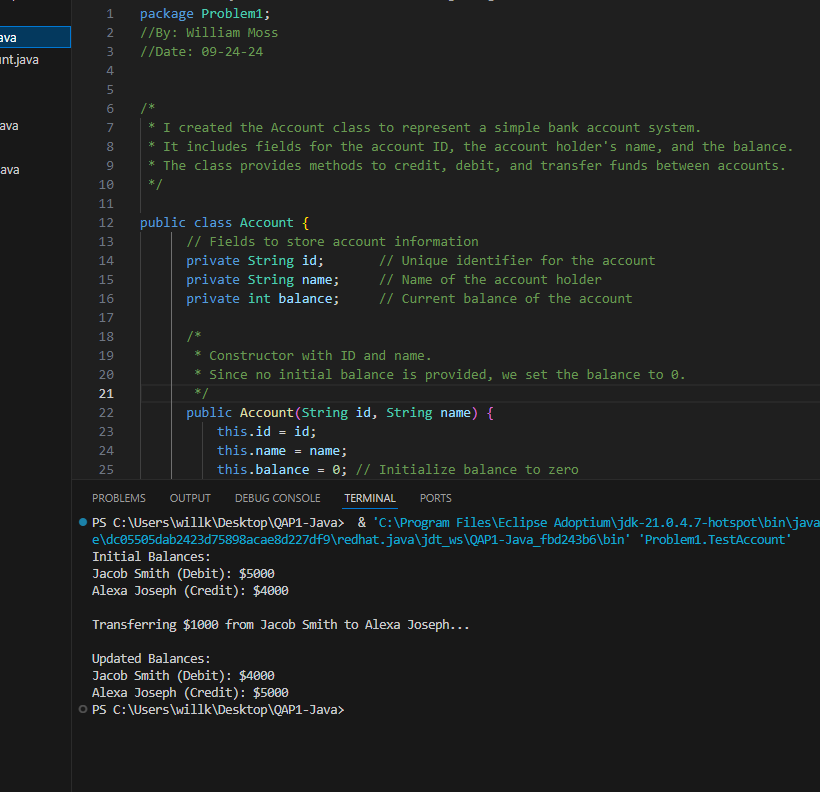 ava
nt.java
ava
ava
1 package Problem1;
2 //By: William Moss
3 //Date: 09-24-24
4
5
6 /*
7 * I created the Account class to represent a simple bank account system.
8 * It includes fields for the account ID, the account holder's name, and the balance.
9 * The class provides methods to credit, debit, and transfer funds between accounts.
10 */
11
12 public class Account {
13 // Fields to store account information
14 private String id; // Unique identifier for the account
15 private String name; // Name of the account holder
16 private int balance; // Current balance of the account
17
18 /*
19 * Constructor with ID and name.
20 * Since no initial balance is provided, we set the balance to 0.
21 */
22 public Account(String id, String name) {
23 this.id = id;
24 this.name = name;
25 this.balance = 0; // Initialize balance to zero
PROBLEMS OUTPUT DEBUG CONSOLE TERMINAL PORTS
PS C:\Users\willk\Desktop\QAP1-Java> & 'C:\Program Files\Eclipse Adoptium\jdk-21.0.4.7-hotspot\bin\java
e\dc05505dab2423d75898acae8d227df9\redhat.java\jdt_ws\QAP1-Java_fbd243b6\bin' 'Problem1.TestAccount'
Initial Balances:
Jacob Smith (Debit): $5000
Alexa Joseph (Credit): $4000
Transferring $1000 from Jacob Smith to Alexa Joseph...
Updated Balances:
Jacob Smith (Debit): $4000
Alexa Joseph (Credit): $5000
PS C:\Users\willk\Desktop\QAP1-Java>